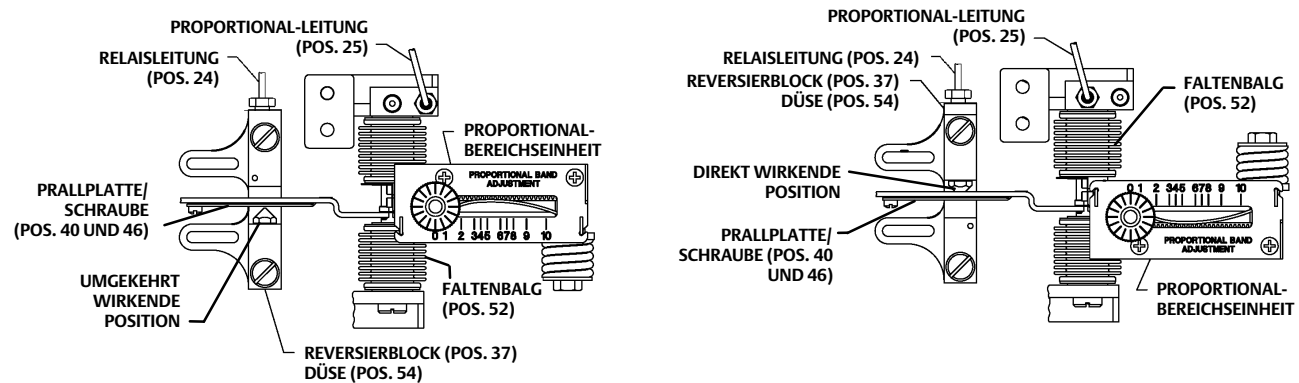 PROPORTIONAL-LEITUNG
(POS. 25)
RELAISLEITUNG
(POS. 24)
PROPORTIONAL-
BEREICHSEINHEIT
PROPORTIONAL BAND
ADJUSTMENT
0 1 2 345 678 9 10
PRALLPLATTE/
SCHRAUBE
(POS. 40 UND 46)
UMGEKEHRT
WIRKENDE
POSITION
FALTENBALG
(POS. 52)
REVERSIERBLOCK (POS. 37)
DÜSE (POS. 54)
PROPORTIONAL-LEITUNG
(POS. 25)
RELAISLEITUNG (POS. 24)
REVERSIERBLOCK (POS. 37)
DÜSE (POS. 54)
FALTENBALG
(POS. 52)
DIREKT WIRKENDE
POSITION
0 1 2 345 678 9 10
PROPORTIONAL BAND
ADJUSTMENT
PRALLPLATTE/
SCHRAUBE (POS. 40
UND 46)
PROPORTIONAL-
BEREICHSEINHEIT